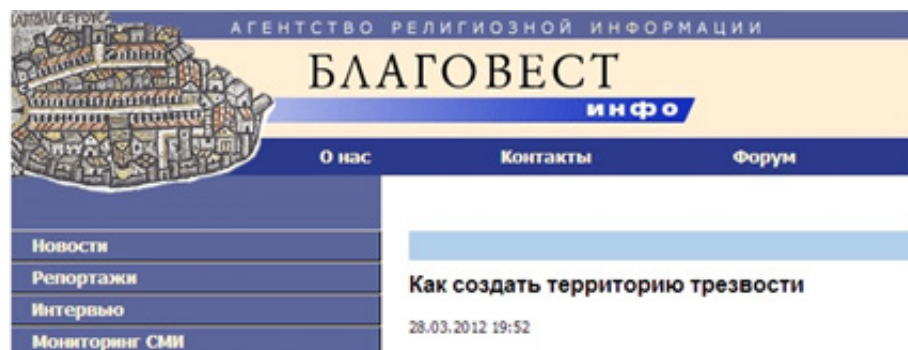 АГЕНТСТВО РЕЛИГИОЗНОЙ ИНФОРМАЦИИ
БЛАГОВЕСТ
инфо
О нас Контакты Форум
Новости
Репортажи
Интервью
Мониторинг СМИ
Как создать территорию трезвости
28.03.2012 19:52